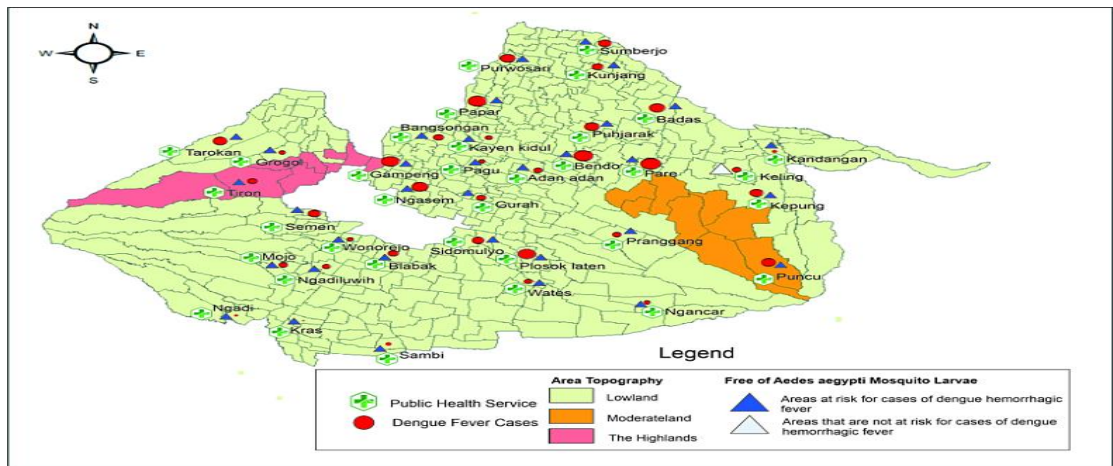 N
W E
S
Sumberjo
Purwosari
Kunjang
Papar
Badas
Bangsongan
Puhjarak
Kayen kidul
Tarokan
Grogol
Kandangan
Gampeng
Pagu
Bendo
Pare
Keling
Adan adan
Tiron
Ngasem
Gurah
Kepung
Semen
Wonorejo
Sidomulyo
Pranggang
Mojo
Blabak
Plosok laten
Puncu
Ngadiluwih
Wates
Ngadi
Ngancar
Kras
Sambi
Legend
Public Health Service
Dengue Fever Cases
Area Topography
Lowland
Moderateland
The Highlands
Free of Aedes aegypti Mosquito Larvae
Areas at risk for cases of dengue hemorrhagic
fever
Areas that are not at risk for cases of dengue
hemorrhagic fever